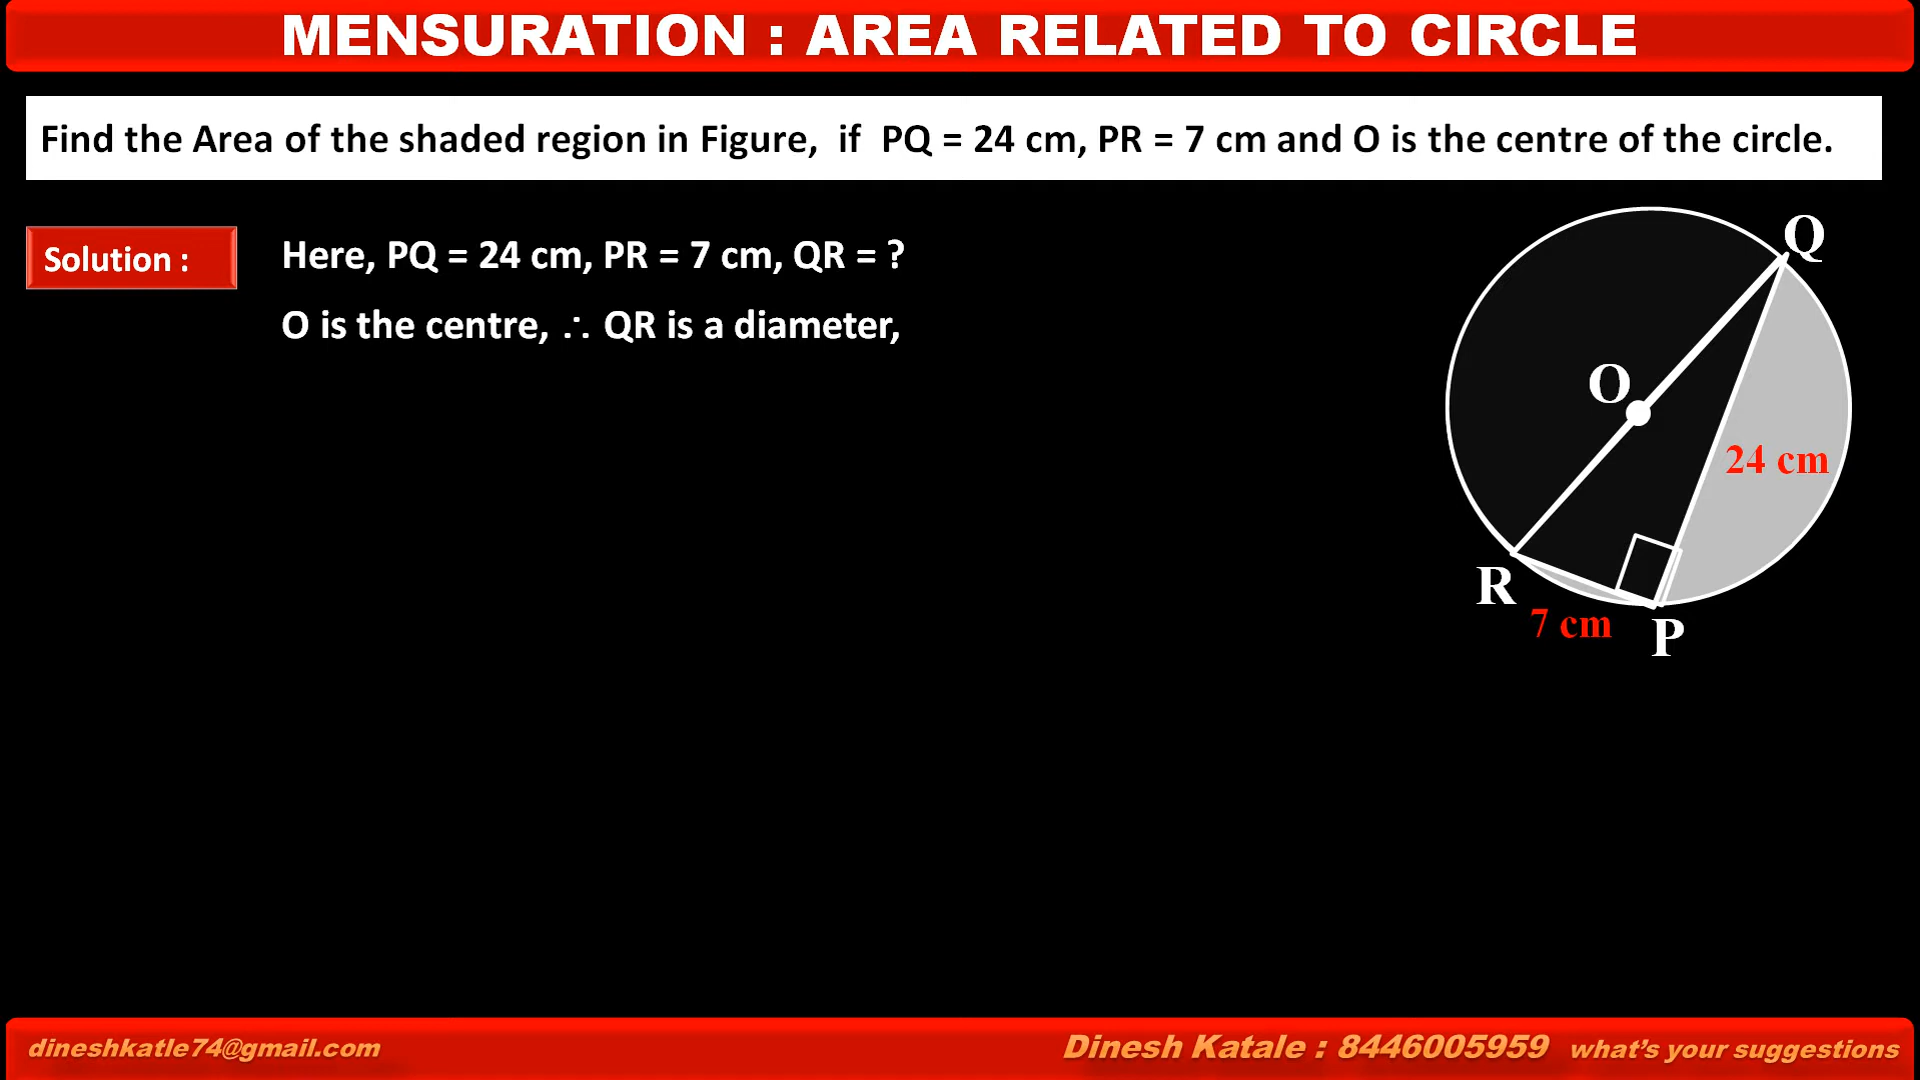 MENSURATION : AREA RELATED TO CIRCLE
Find the Area of the shaded region in Figure, if PQ = 24 cm, PR = 7 cm and O is the centre of the circle.
Solution :
Here, PQ = 24 cm, PR = 7 cm, QR = ?
O is the centre, ∴ QR is a diameter,
Q
O
24 cm
R
7 cm
P
dineshkatle74@gmail.com
Dinesh Katale : 8446005959 what's your suggestions